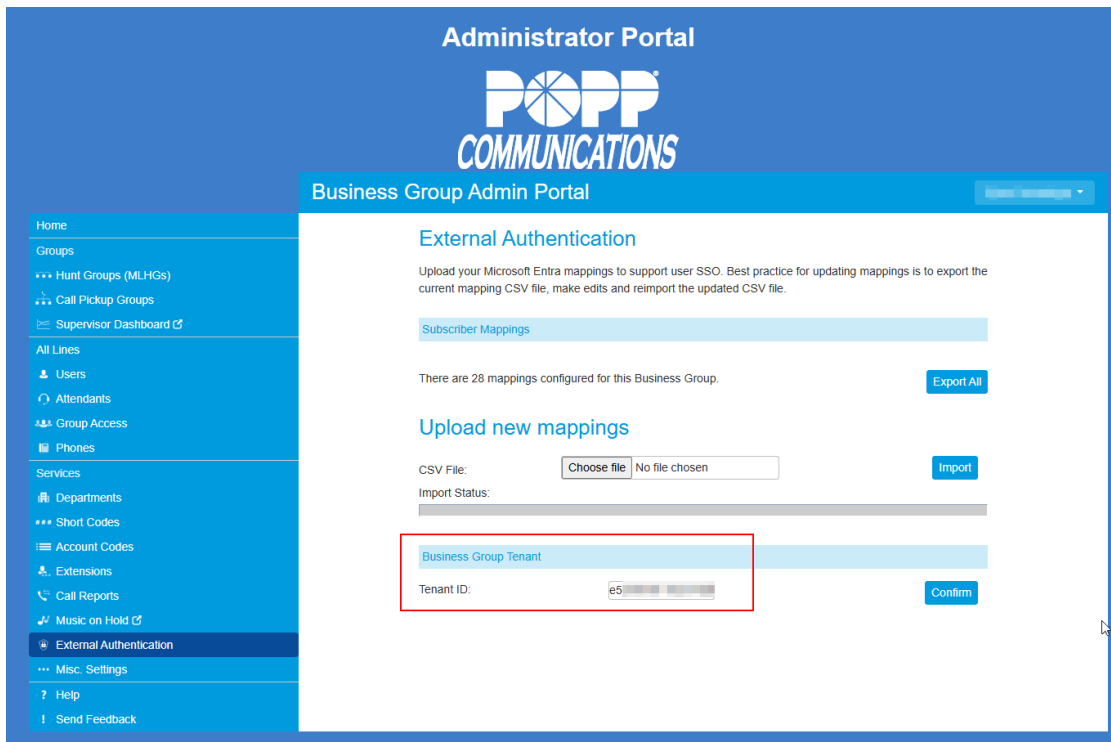 Administrator Portal
POPP
COMMUNICATIONS
Business Group Admin Portal
Home
Groups
Hunt Groups (MLHGs)
Call Pickup Groups
Supervisor Dashboard
All Lines
Users
Attendants
Group Access
Phones
Services
Departments
### Short Codes
Account Codes
Extensions
Call Reports
Music on Hold
External Authentication
Misc. Settings
? Help
! Send Feedback
External Authentication
Upload your Microsoft Entra mappings to support user SSO. Best practice for updating mappings is to export the
current mapping CSV file, make edits and reimport the updated CSV file.
Subscriber Mappings
There are 28 mappings configured for this Business Group.
Export All
Upload new mappings
CSV File:
Choose file No file chosen
Import
Import Status:
Business Group Tenant
Tenant ID:
e5
Confirm